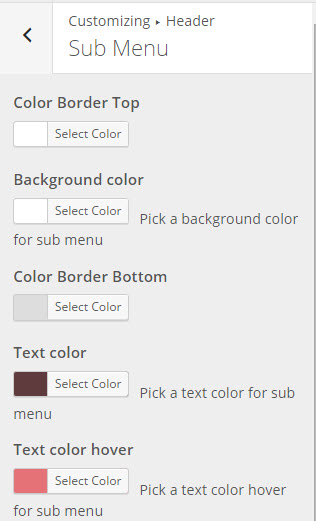 Customizing ▸ Header
Sub Menu
Color Border Top
Select Color
Background color
Select Color Pick a background color
for sub menu
Color Border Bottom
Select Color
Text color
Select Color Pick a text color for sub
menu
Text color hover
Select Color Pick a text color hover
for sub menu